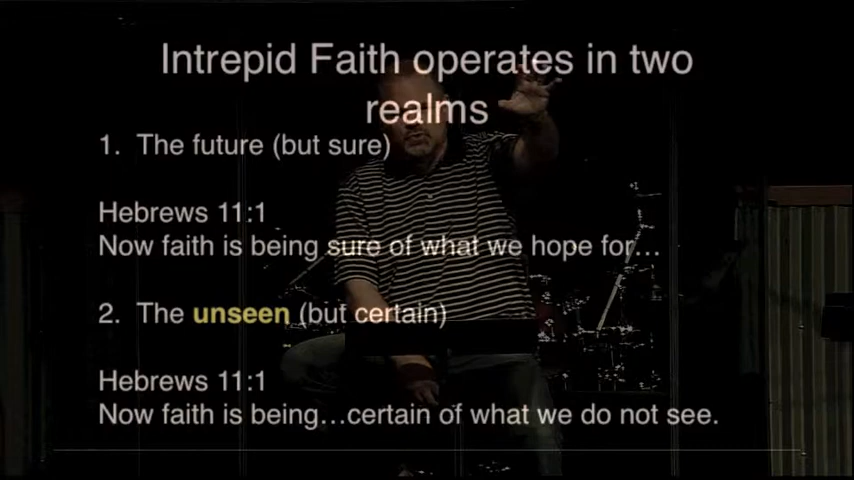 Intrepid Faith operates in two
realms
1. The future (but sure)
Hebrews 11:1
Now faith is being sure of what we hope for…
2. The unseen (but certain)
Hebrews 11:1
Now faith is being…certain of what we do not see.